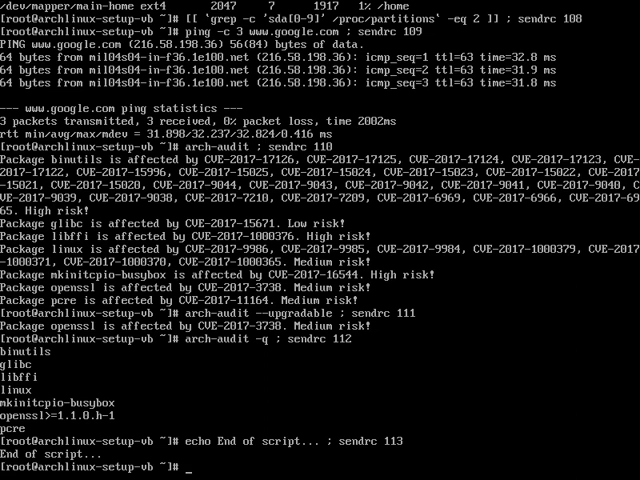 /dev/mapper/main-home ext4      2047     7      1917   1% /home
[root@archlinux-setup-vb ~]# [[ `grep -c 'sda[0-9]' /proc/partitions` -eq 2 ]] ; sendrc 108
[root@archlinux-setup-vb ~]# ping -c 3 www.google.com ; sendrc 109
PING www.google.com (216.58.198.36) 56(84) bytes of data.
64 bytes from mil04s04-in-f36.1e100.net (216.58.198.36): icmp_seq=1 ttl=63 time=32.8 ms
64 bytes from mil04s04-in-f36.1e100.net (216.58.198.36): icmp_seq=2 ttl=63 time=31.9 ms
64 bytes from mil04s04-in-f36.1e100.net (216.58.198.36): icmp_seq=3 ttl=63 time=31.8 ms

--- www.google.com ping statistics ---
3 packets transmitted, 3 received, 0% packet loss, time 2002ms
rtt min/avg/max/mdev = 31.898/32.237/32.824/0.416 ms
[root@archlinux-setup-vb ~]# arch-audit ; sendrc 110
Package binutils is affected by CVE-2017-17126, CVE-2017-17125, CVE-2017-17124, CVE-2017-17123, CVE-
2017-17122, CVE-2017-15996, CVE-2017-15025, CVE-2017-15024, CVE-2017-15023, CVE-2017-15022, CVE-2017
-15021, CVE-2017-15020, CVE-2017-9044, CVE-2017-9043, CVE-2017-9042, CVE-2017-9041, CVE-2017-9040, C
VE-2017-9039, CVE-2017-9038, CVE-2017-7210, CVE-2017-7209, CVE-2017-6969, CVE-2017-6966, CVE-2017-69
65. High risk!
Package glibc is affected by CVE-2017-15671. Low risk!
Package libffi is affected by CVE-2017-1000376. High risk!
Package linux is affected by CVE-2017-9986, CVE-2017-9985, CVE-2017-9984, CVE-2017-1000379, CVE-2017
-1000371, CVE-2017-1000370, CVE-2017-1000365. Medium risk!
Package mkinitcpio-busybox is affected by CVE-2017-16544. High risk!
Package openssl is affected by CVE-2017-3738. Medium risk!
Package pcre is affected by CVE-2017-11164. Medium risk!
[root@archlinux-setup-vb ~]# arch-audit --upgradable ; sendrc 111
Package openssl is affected by CVE-2017-3738. Medium risk!
[root@archlinux-setup-vb ~]# arch-audit -q ; sendrc 112
binutils
glibc
libffi
linux
mkinitcpio-busybox
openssl>=1.1.0.h-1
pcre
[root@archlinux-setup-vb ~]# echo End of script... ; sendrc 113
End of script...
[root@archlinux-setup-vb ~]# _